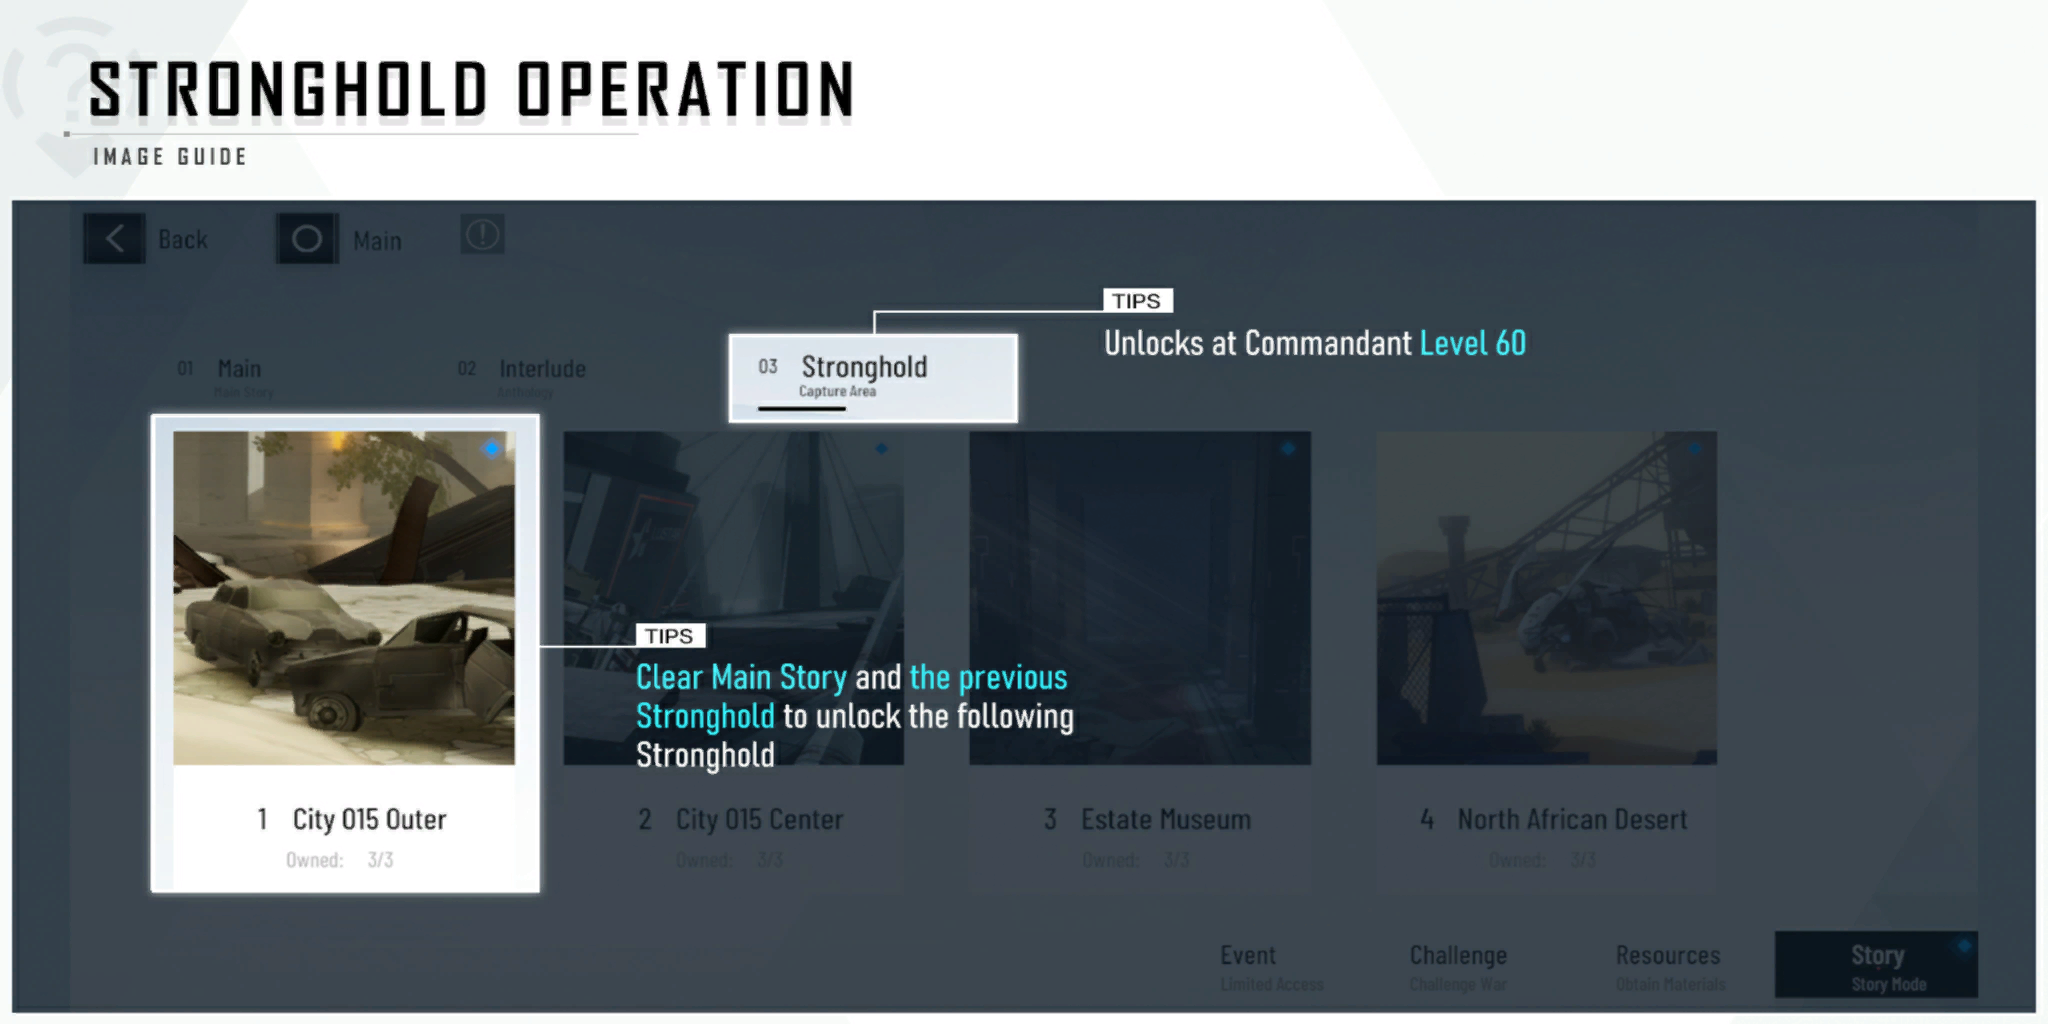 STRONGHOLD OPERATION
IMAGE GUIDE
Back
Main
TIPS
Unlocks at Commandant Level 60
01 Main
Main Story
02 Interlude
Anthology
03 Stronghold
Capture Area
TIPS
Clear Main Story and the previous
Stronghold to unlock the following
Stronghold
1 City 015 Outer
Owned: 3/3
2 City 015 Center
Owned: 3/3
3 Estate Museum
Owned: 3/3
4 North African Desert
Owned: 3/3
Event
Limited Access
Challenge
Challenge War
Resources
Obtain Materials
Story
Story Mode